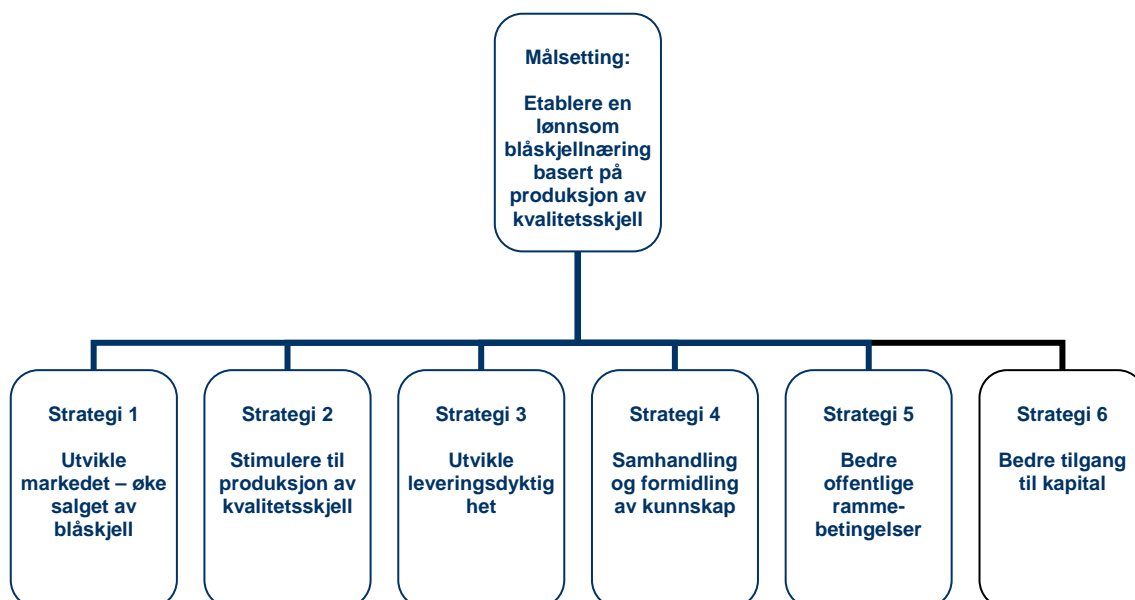 Målsetting:
Etablere en
lønnsom
blåskjellnæring
basert på
produksjon av
kvalitetsskjell
Strategi 1
Utvikle
markedet – øke
salget av
blåskjell
Strategi 2
Stimulere til
produksjon av
kvalitetsskjell
Strategi 3
Utvikle
leveringsdyktig
het
Strategi 4
Samhandling
og formidling
av kunnskap
Strategi 5
Bedre
offentlige
ramme-
betingelser
Strategi 6
Bedre tilgang
til kapital